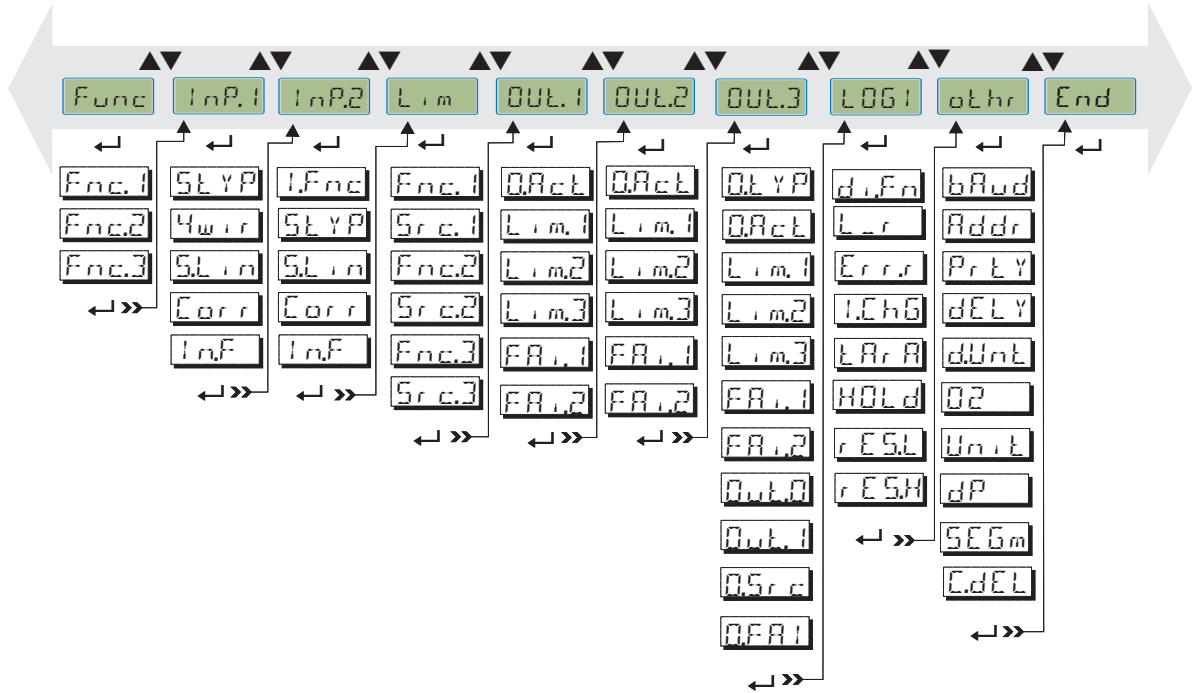 Func
InP.1
InP.2
Lim
OUt.1
OUt.2
OUt.3
LOGI
othr
End
Fnc.1
Fnc.2
Fnc.3
StYP
4wir
S.Lin
Corr
In.F
I.Fnc
StYP
S.Lin
Corr
In.F
Fnc.1
Src.1
Fnc.2
Src.2
Fnc.3
Src.3
O.Act
Lim.1
Lim.2
Lim.3
FAi.1
FAi.2
O.Act
Lim.1
Lim.2
Lim.3
FAi.1
FAi.2
O.tYP
O.Act
Lim.1
Lim.2
Lim.3
FAi.1
FAi.2
Out.0
Out.1
O.Src
O.FAI
di.Fn
L_r
Err.r
I.ChG
tArA
HOLd
rES.L
rES.H
bAud
Addr
PrtY
dELY
d.Unt
O2
Unit
dP
SEGm
C.dEL